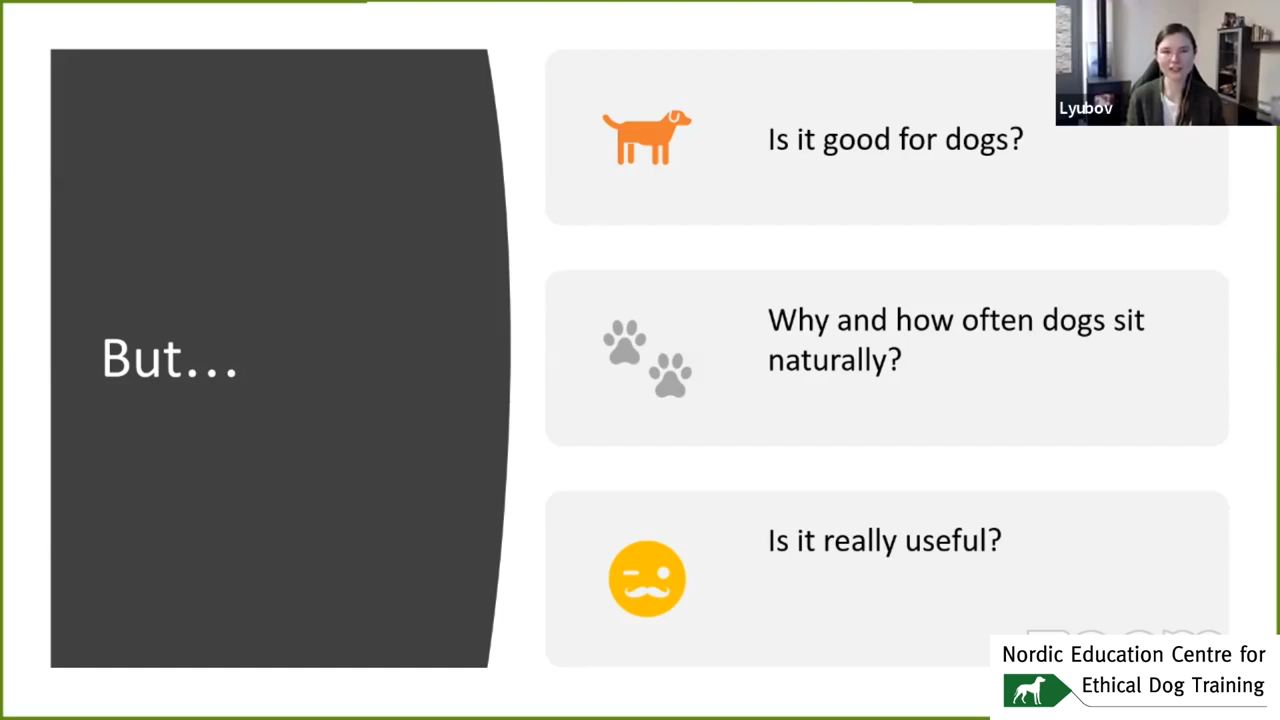 Lyubov
Is it good for dogs?
But...
Why and how often dogs sit
naturally?
Is it really useful?
zoom
Nordic Education Centre for
Ethical Dog Training